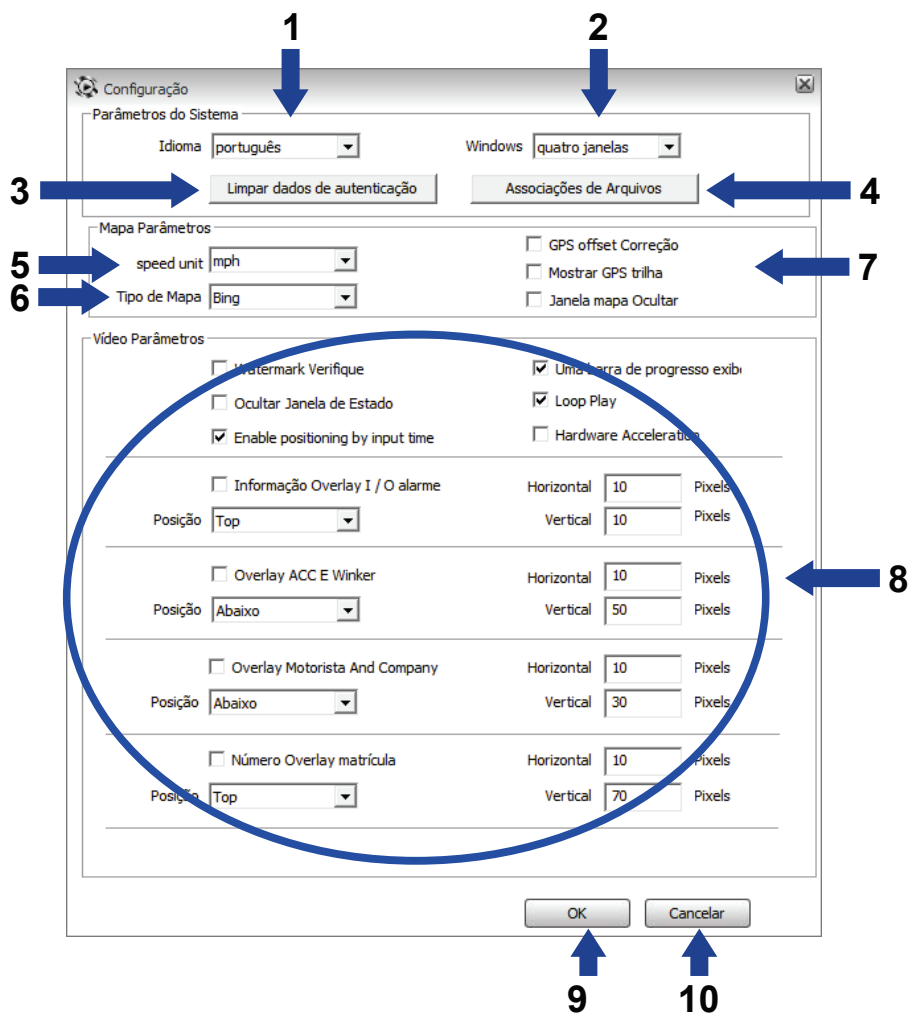 1 2
Configuração
Parâmetros do Sistema
Idioma português Windows quatro janelas
3 Limpar dados de autenticação Associações de Arquivos 4
Mapa Parâmetros
GPS offset Correção
5 speed unit mph Mostrar GPS trilha 7
6 Tipo de Mapa Bing Janela mapa Ocultar
Vídeo Parâmetros
Watermark Verifique Uma barra de progresso exibe
Ocultar Janela de Estado Loop Play
Enable positioning by input time Hardware Acceleration
Informação Overlay I / O alarme Horizontal 10 Pixels
Posição Top Vertical 10 Pixels
Overlay ACC E Winker Horizontal 10 Pixels
8
Posição Abaixo Vertical 50 Pixels
Overlay Motorista And Company Horizontal 10 Pixels
Posição Abaixo Vertical 30 Pixels
Número Overlay matrícula Horizontal 10 Pixels
Posição Top Vertical 70 Pixels
OK Cancelar
9 10